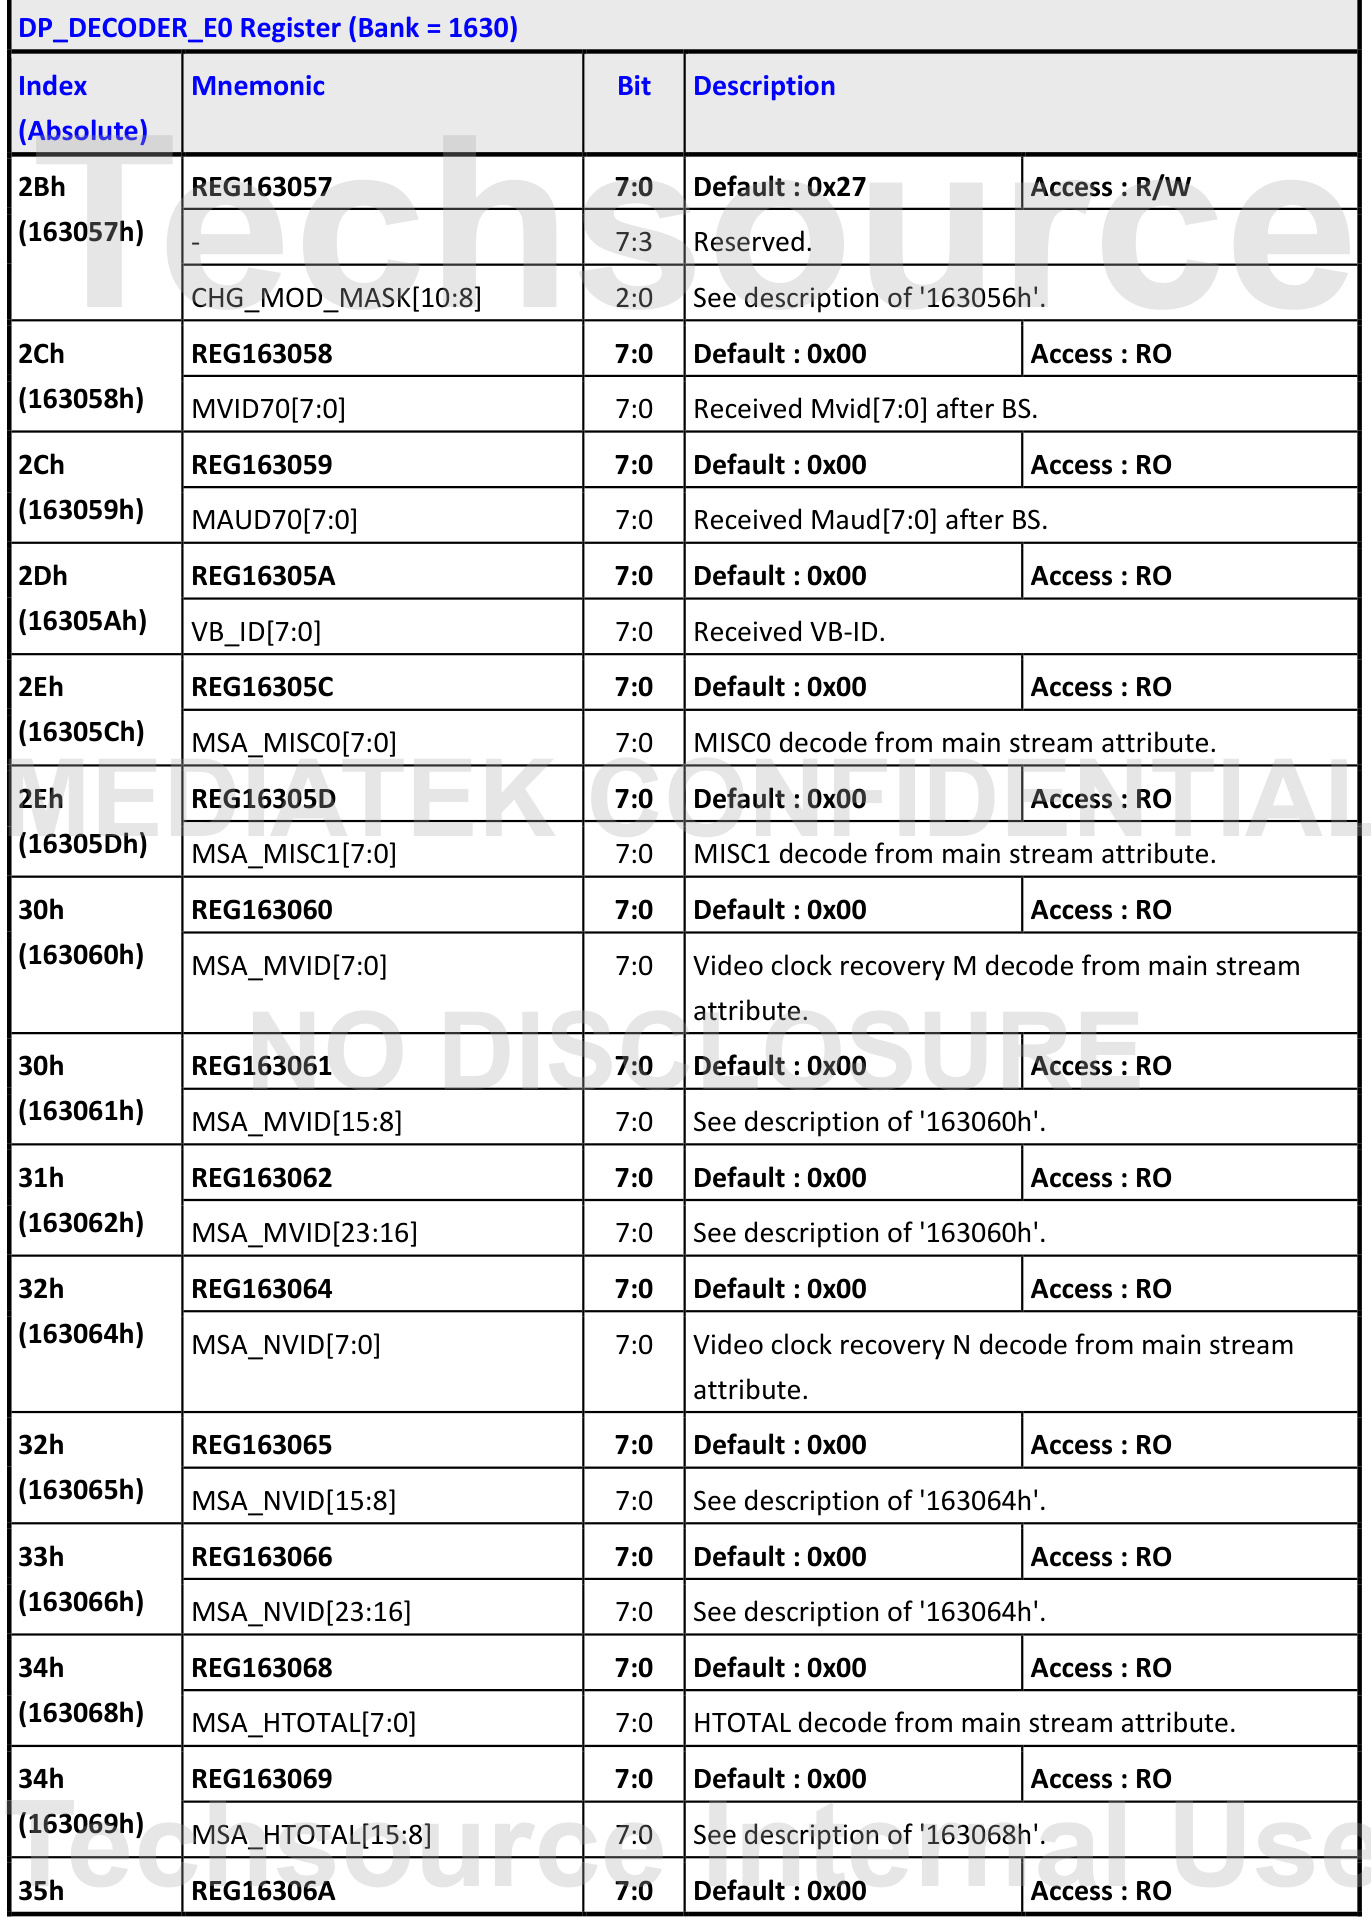 DP_DECODER_E0 Register (Bank = 1630)
Index Mnemonic Bit Description
(Absolute)
2Bh REG163057 7:0 Default : 0x27 Access : R/W
(163057h) - 7:3 Reserved.
CHG_MOD_MASK[10:8] 2:0 See description of '163056h'.
2Ch REG163058 7:0 Default : 0x00 Access : RO
(163058h) MVID70[7:0] 7:0 Received Mvid[7:0] after BS.
2Ch REG163059 7:0 Default : 0x00 Access : RO
(163059h) MAUD70[7:0] 7:0 Received Maud[7:0] after BS.
2Dh REG16305A 7:0 Default : 0x00 Access : RO
(16305Ah) VB_ID[7:0] 7:0 Received VB-ID.
2Eh REG16305C 7:0 Default : 0x00 Access : RO
(16305Ch) MSA_MISC0[7:0] 7:0 MISC0 decode from main stream attribute.
2Eh REG16305D 7:0 Default : 0x00 Access : RO
(16305Dh) MSA_MISC1[7:0] 7:0 MISC1 decode from main stream attribute.
30h REG163060 7:0 Default : 0x00 Access : RO
(163060h) MSA_MVID[7:0] 7:0 Video clock recovery M decode from main stream
attribute.
30h REG163061 7:0 Default : 0x00 Access : RO
(163061h) MSA_MVID[15:8] 7:0 See description of '163060h'.
31h REG163062 7:0 Default : 0x00 Access : RO
(163062h) MSA_MVID[23:16] 7:0 See description of '163060h'.
32h REG163064 7:0 Default : 0x00 Access : RO
(163064h) MSA_NVID[7:0] 7:0 Video clock recovery N decode from main stream
attribute.
32h REG163065 7:0 Default : 0x00 Access : RO
(163065h) MSA_NVID[15:8] 7:0 See description of '163064h'.
33h REG163066 7:0 Default : 0x00 Access : RO
(163066h) MSA_NVID[23:16] 7:0 See description of '163064h'.
34h REG163068 7:0 Default : 0x00 Access : RO
(163068h) MSA_HTOTAL[7:0] 7:0 HTOTAL decode from main stream attribute.
34h REG163069 7:0 Default : 0x00 Access : RO
(163069h) MSA_HTOTAL[15:8] 7:0 See description of '163068h'.
35h REG16306A 7:0 Default : 0x00 Access : RO
Techsource
MEDIATEK CONFIDENTIAL
NO DISCLOSURE
Techsource Internal Use